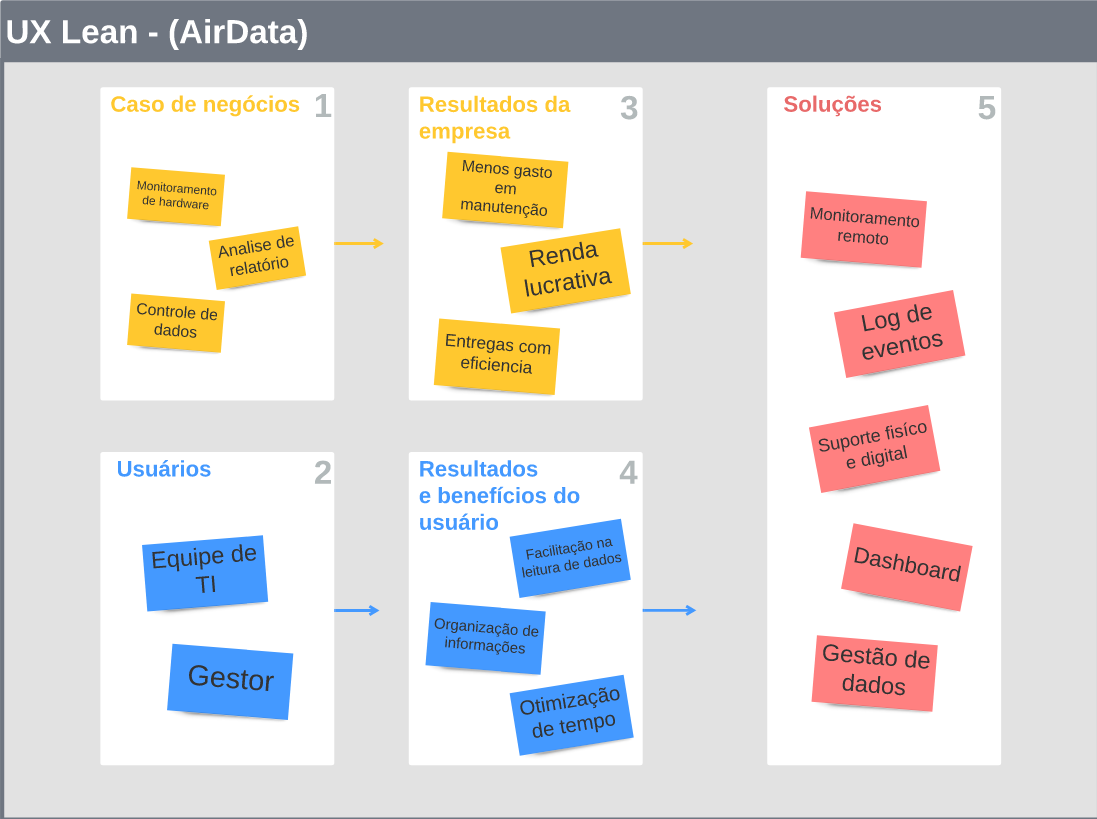 UX Lean - (AirData)
Caso de negócios
1
Monitoramento
de hardware
Analise de
relatório
Controle de
dados
Usuários
2
Equipe de
TI
Gestor
Resultados da
empresa
3
Menos gasto
em
manutenção
Renda
lucrativa
Entregas com
eficiencia
Resultados
e benefícios do
usuário
4
Facilitação na
leitura de dados
Organização de
informações
Otimização
de tempo
Soluções
5
Monitoramento
remoto
Log de
eventos
Suporte fisíco
e digital
Dashboard
Gestão de
dados